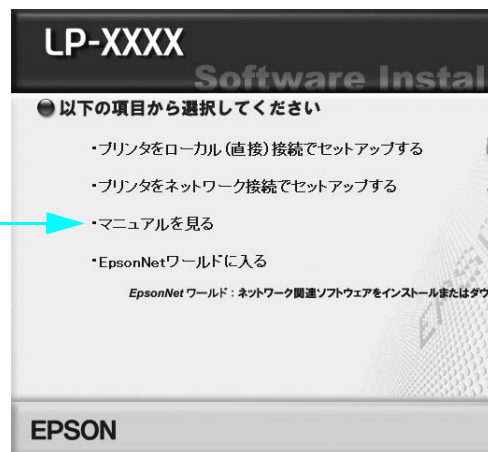 LP-XXXX
Software Instal
以下の項目から選択してください
・プリンタをローカル(直接)接続でセットアップする
・プリンタをネットワーク接続でセットアップする
・マニュアルを見る
・EpsonNetワールドに入る
EpsonNet ワールド：ネットワーク関連ソフトウェアをインストールまたはダウ
EPSON